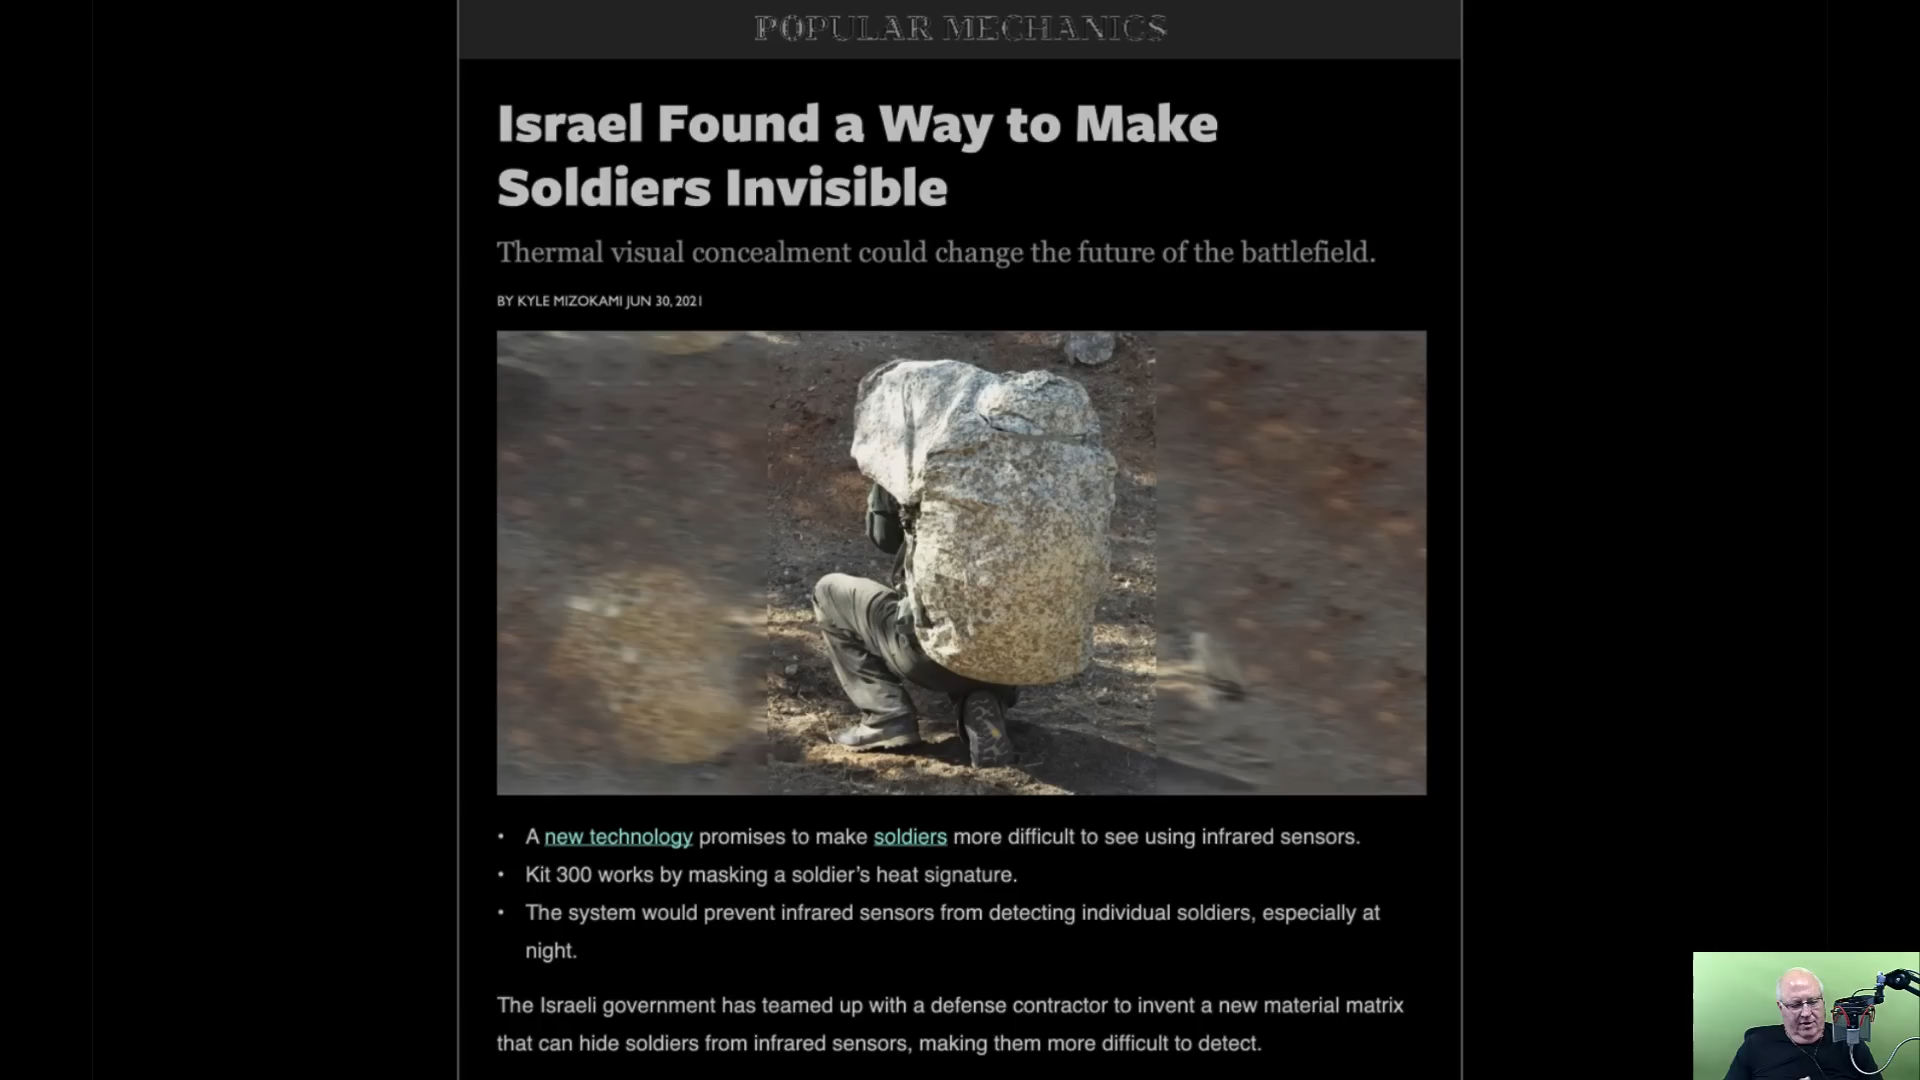 POPULAR MECHANICS
Israel Found a Way to Make
Soldiers Invisible
Thermal visual concealment could change the future of the battlefield.
BY KYLE MIZOKAMI JUN 30, 2021
• A new technology promises to make soldiers more difficult to see using infrared sensors.
• Kit 300 works by masking a soldier’s heat signature.
• The system would prevent infrared sensors from detecting individual soldiers, especially at
night.
The Israeli government has teamed up with a defense contractor to invent a new material matrix
that can hide soldiers from infrared sensors, making them more difficult to detect.